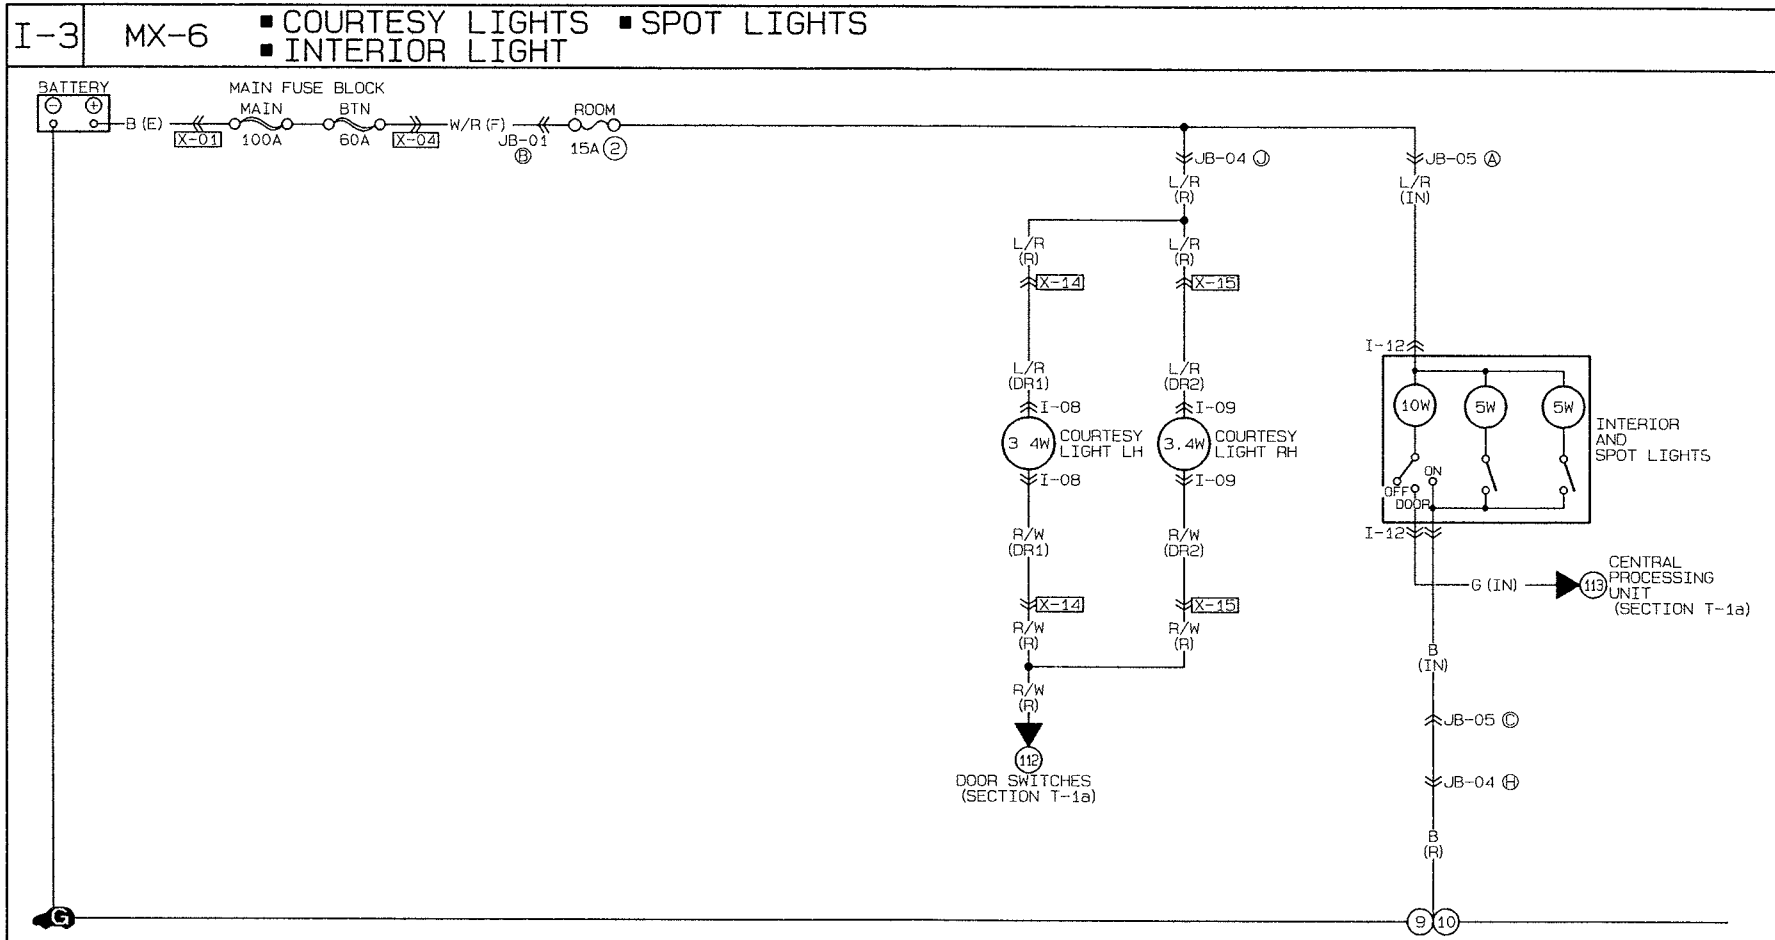 I-3
MX-6
■ COURTESY LIGHTS ■ SPOT LIGHTS
■ INTERIOR LIGHT
BATTERY
MAIN FUSE BLOCK
MAIN
BTN
ROOM
B (E)
X-01
100A
60A
X-04
W/R (F)
JB-01
B
15A 2
JB-04 J
JB-05 A
L/R
(R)
L/R
(IN)
L/R
(R)
L/R
(R)
X-14
X-15
I-12
L/R
(DR1)
L/R
(DR2)
I-08
I-09
10W
5W
5W
3 4W
COURTESY
LIGHT LH
3.4W
COURTESY
LIGHT RH
INTERIOR
AND
SPOT LIGHTS
I-08
I-09
ON
OFF
DOOR
I-12
R/W
(DR1)
R/W
(DR2)
G (IN)
113
CENTRAL
PROCESSING
UNIT
(SECTION T-1a)
X-14
X-15
R/W
(R)
R/W
(R)
B
(IN)
R/W
(R)
JB-05 C
112
DOOR SWITCHES
(SECTION T-1a)
JB-04 H
B
(R)
G
9
10